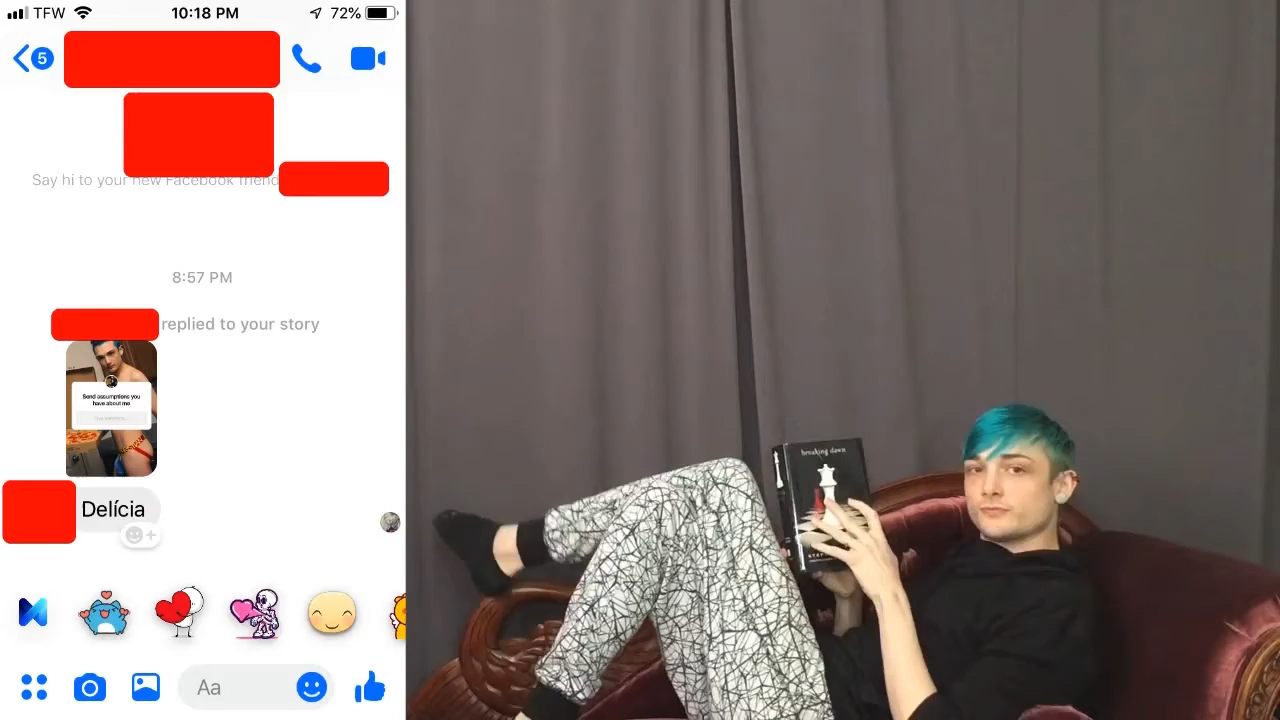 TFW
10:18 PM
72%
5
Say hi to your new Facebook friend
8:57 PM
replied to your story
Send assumptions you
have about me
Delícia
Aa
breaking dawn